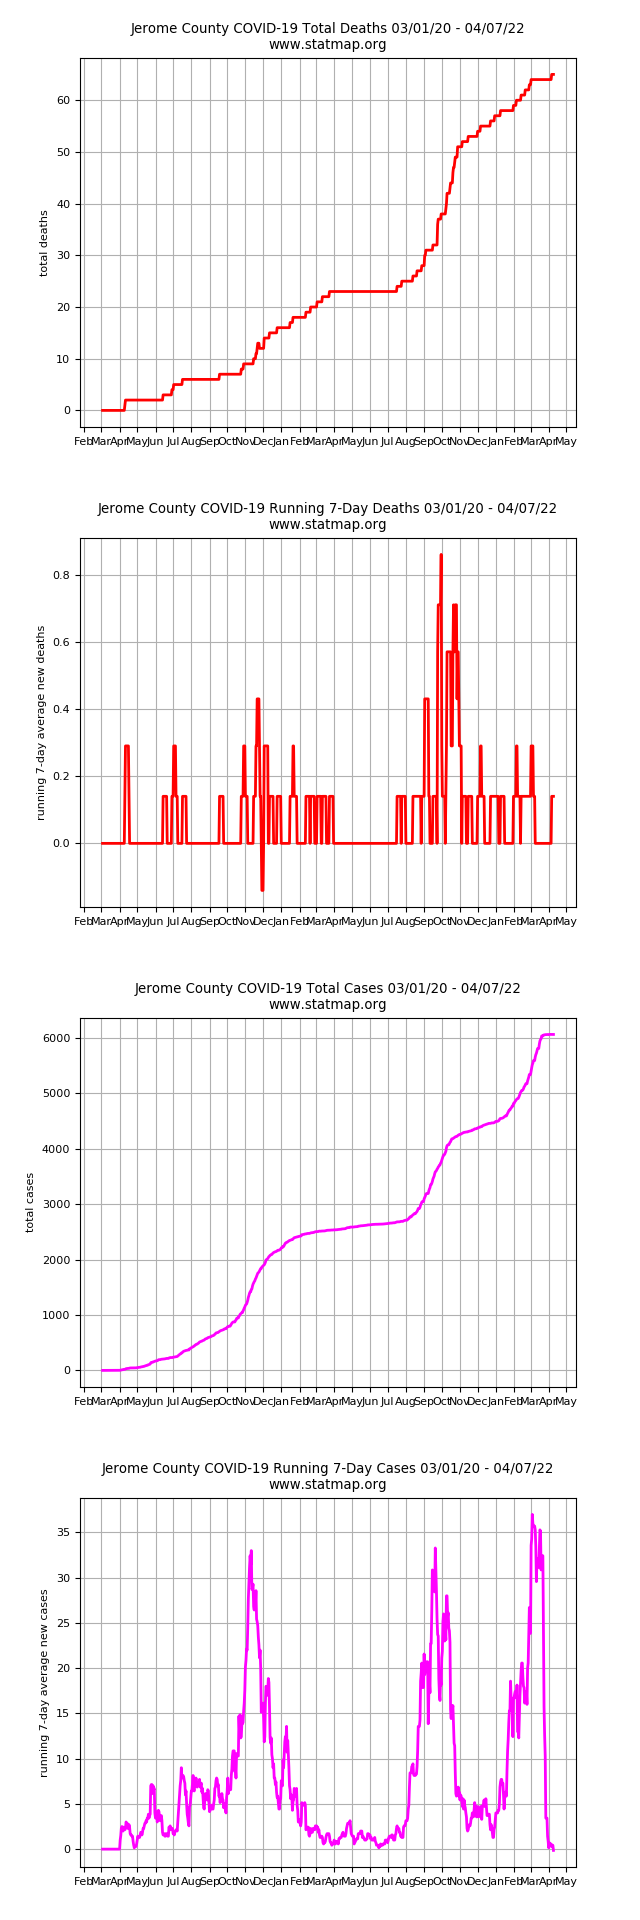 Jerome County COVID-19 Total Deaths 03/01/20 - 04/07/22
www.statmap.org
60
50
40
30
20
10
0
total deaths
Feb Mar Apr May Jun Jul Aug Sep Oct Nov Dec Jan Feb Mar Apr May Jun Jul Aug Sep Oct Nov Dec Jan Feb Mar Apr May
Jerome County COVID-19 Running 7-Day Deaths 03/01/20 - 04/07/22
www.statmap.org
0.8
0.6
0.4
0.2
0.0
running 7-day average new deaths
Feb Mar Apr May Jun Jul Aug Sep Oct Nov Dec Jan Feb Mar Apr May Jun Jul Aug Sep Oct Nov Dec Jan Feb Mar Apr May
Jerome County COVID-19 Total Cases 03/01/20 - 04/07/22
www.statmap.org
6000
5000
4000
3000
2000
1000
0
total cases
Feb Mar Apr May Jun Jul Aug Sep Oct Nov Dec Jan Feb Mar Apr May Jun Jul Aug Sep Oct Nov Dec Jan Feb Mar Apr May
Jerome County COVID-19 Running 7-Day Cases 03/01/20 - 04/07/22
www.statmap.org
35
30
25
20
15
10
5
0
running 7-day average new cases
Feb Mar Apr May Jun Jul Aug Sep Oct Nov Dec Jan Feb Mar Apr May Jun Jul Aug Sep Oct Nov Dec Jan Feb Mar Apr May